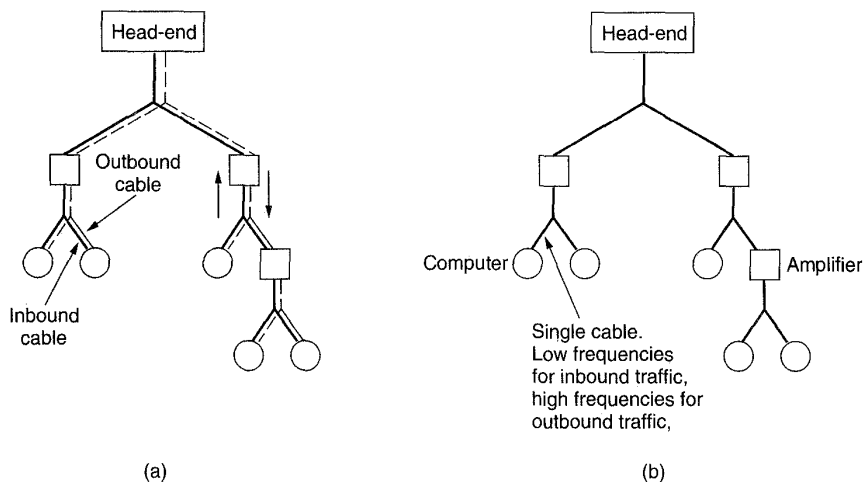 Head-end
Outbound
cable
Inbound
cable
(a)
Head-end
Computer
Amplifier
Single cable.
Low frequencies
for inbound traffic,
high frequencies for
outbound traffic,
(b)